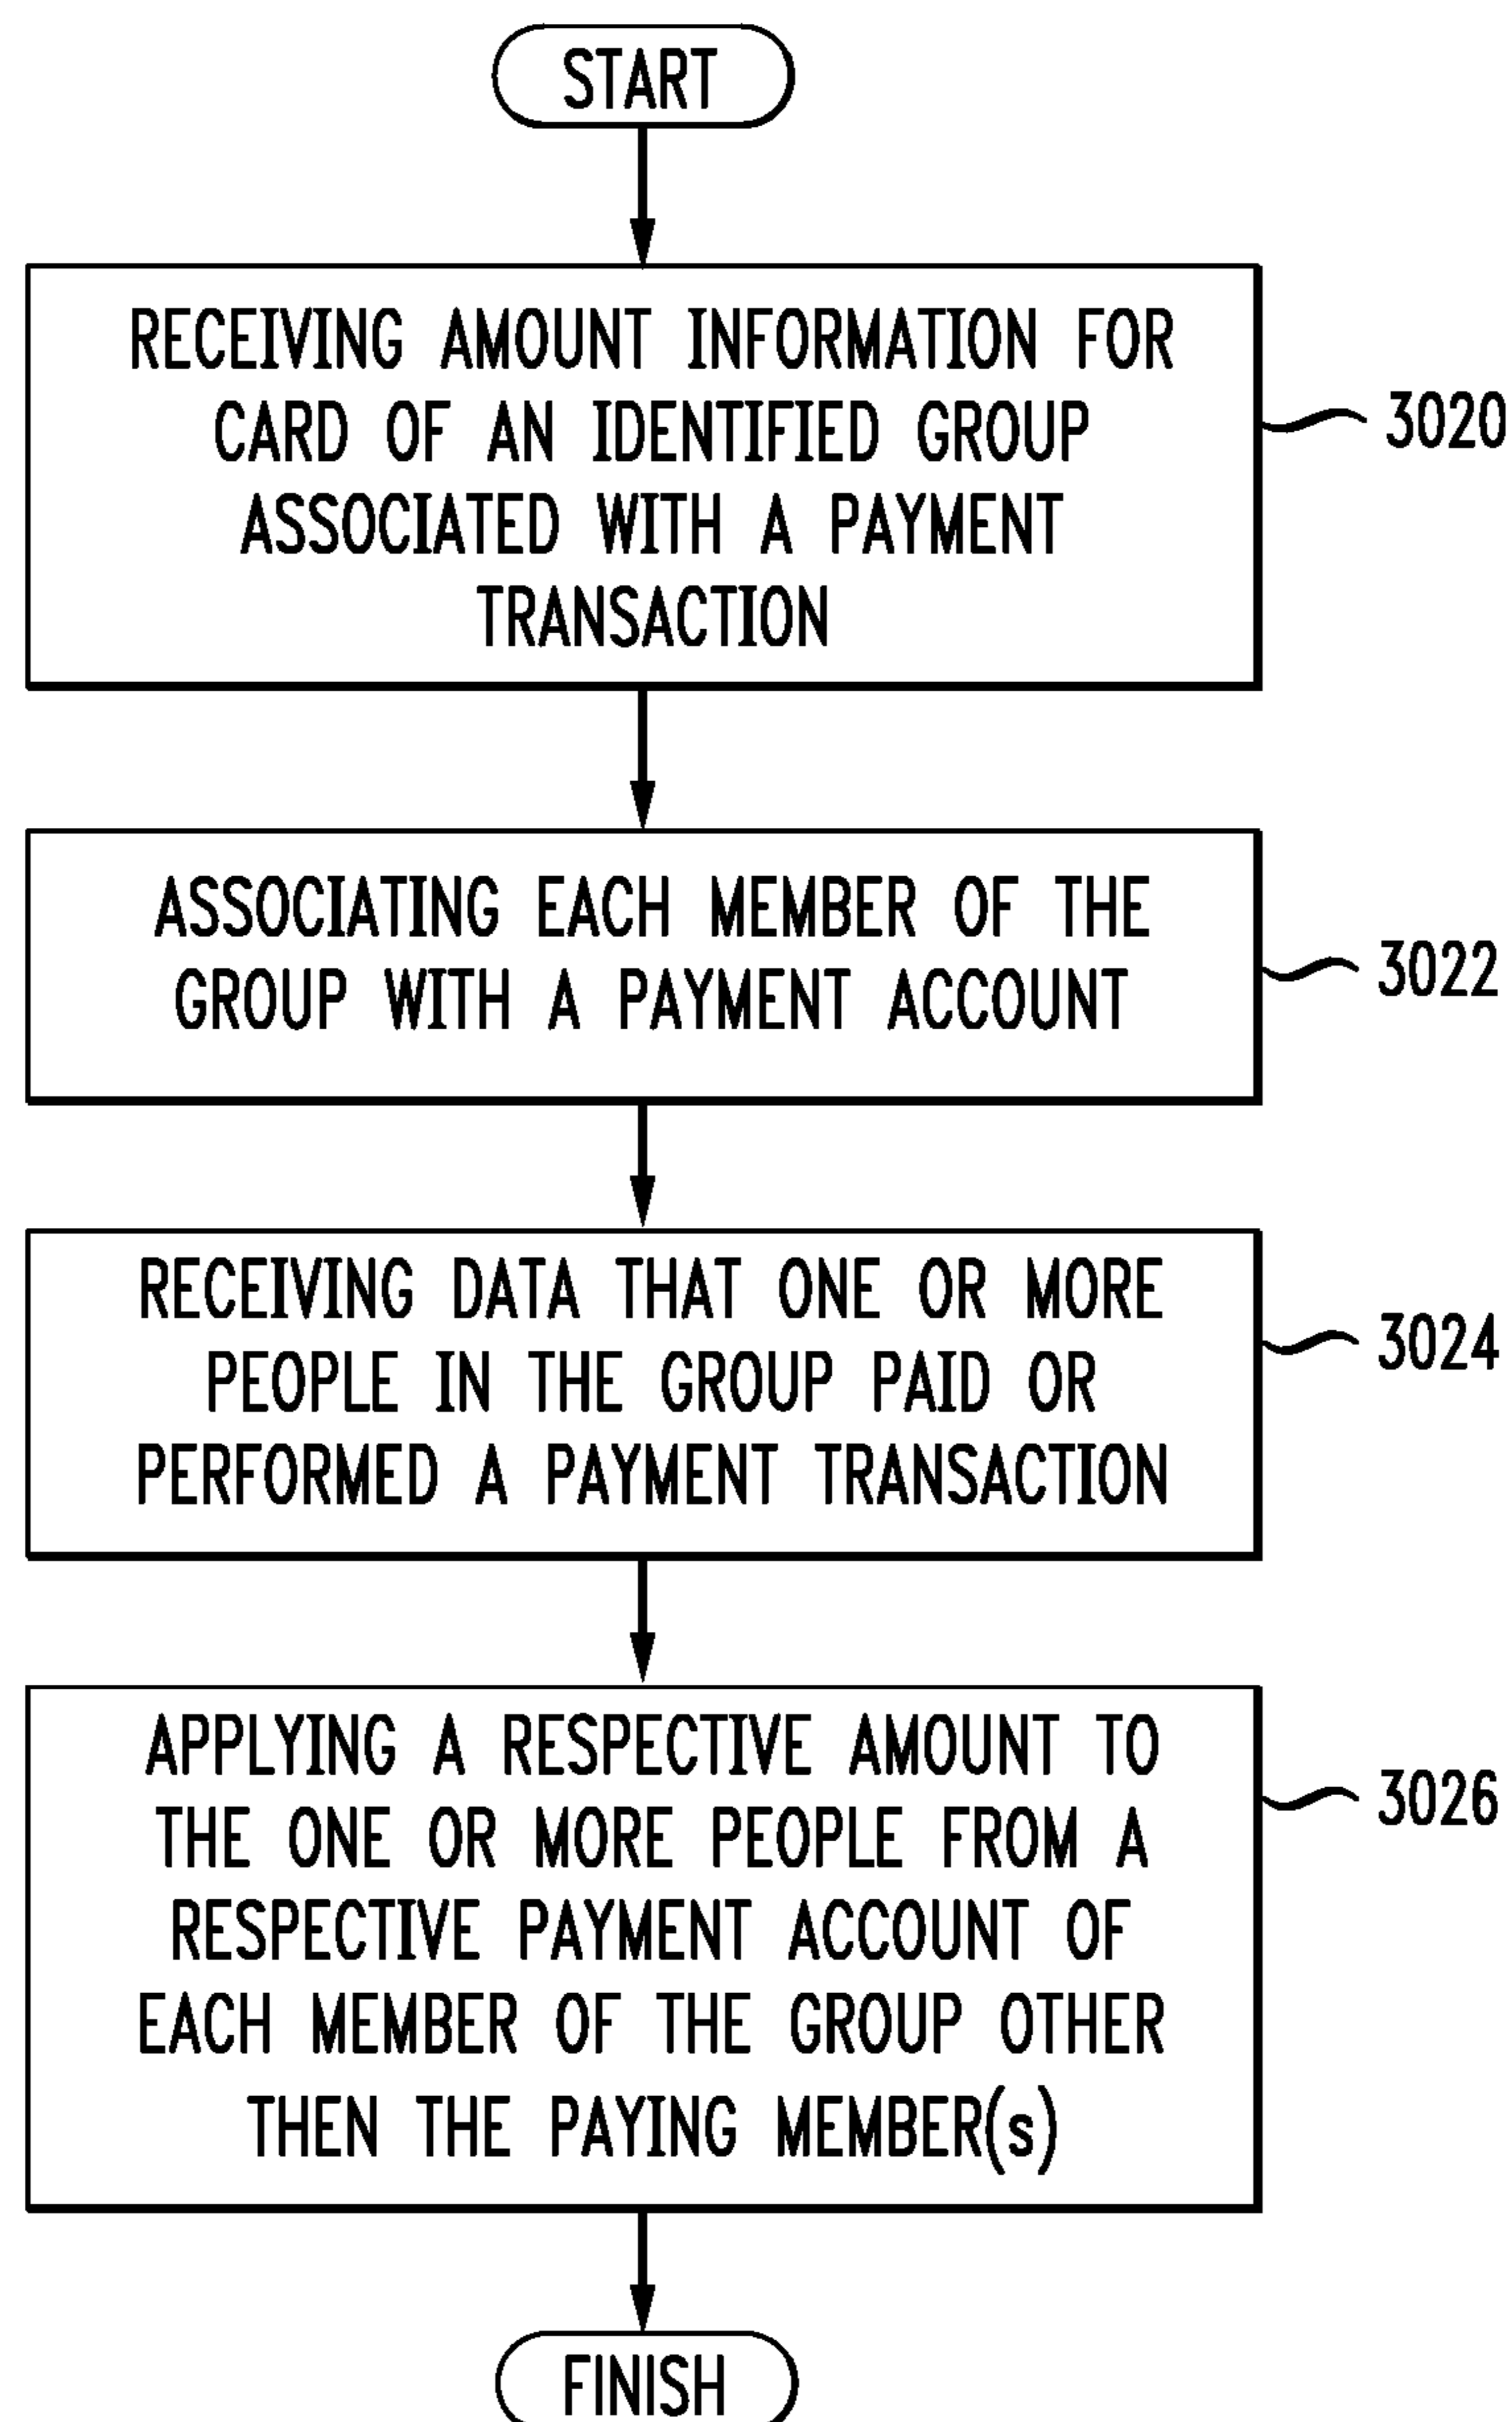 START
RECEIVING AMOUNT INFORMATION FOR
CARD OF AN IDENTIFIED GROUP
ASSOCIATED WITH A PAYMENT
TRANSACTION
3020
ASSOCIATING EACH MEMBER OF THE
GROUP WITH A PAYMENT ACCOUNT
3022
RECEIVING DATA THAT ONE OR MORE
PEOPLE IN THE GROUP PAID OR
PERFORMED A PAYMENT TRANSACTION
3024
APPLYING A RESPECTIVE AMOUNT TO
THE ONE OR MORE PEOPLE FROM A
RESPECTIVE PAYMENT ACCOUNT OF
EACH MEMBER OF THE GROUP OTHER
THEN THE PAYING MEMBER(s)
3026
FINISH